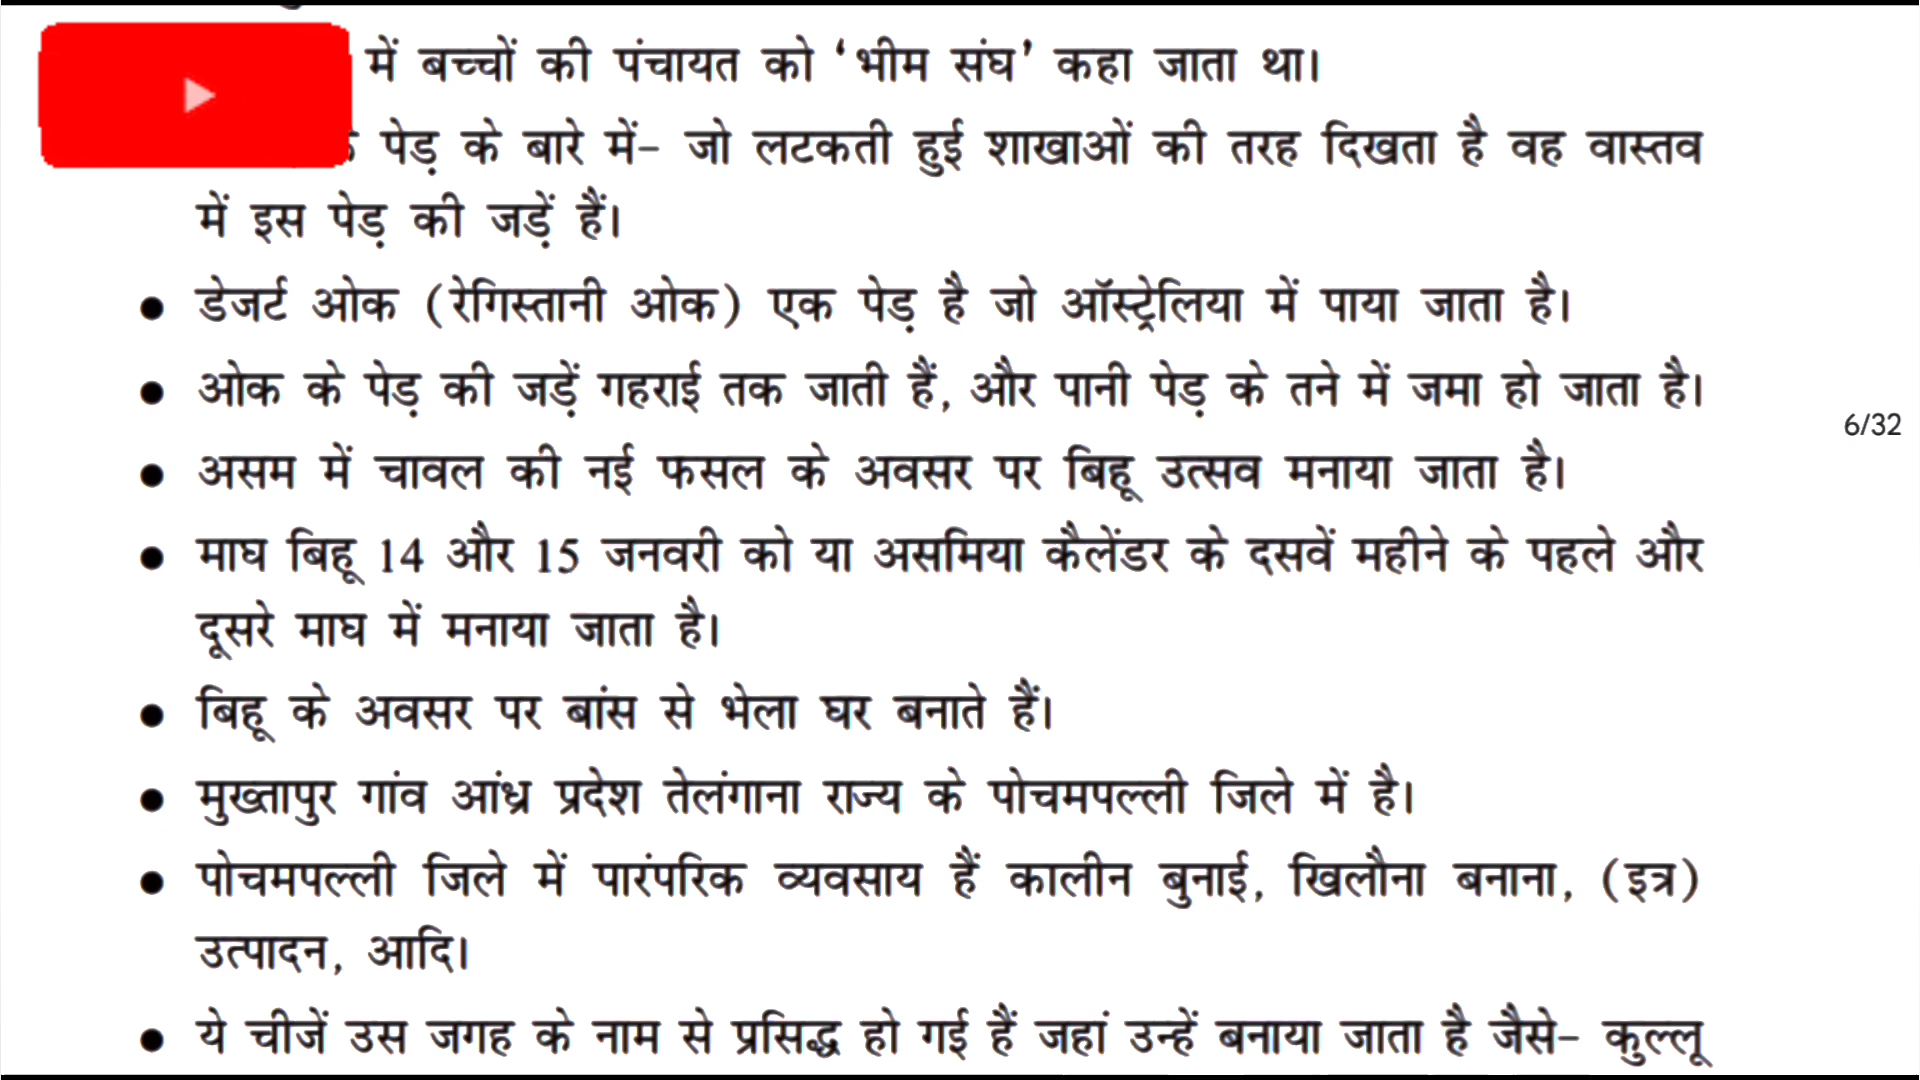 में बच्चों की पंचायत को ‘भीम संघ’ कहा जाता था।
पेड़ के बारे में– जो लटकती हुई शाखाओं की तरह दिखता है वह वास्तव
में इस पेड़ की जड़ें हैं।
● डेजर्ट ओक (रेगिस्तानी ओक) एक पेड़ है जो ऑस्ट्रेलिया में पाया जाता है।
● ओक के पेड़ की जड़ें गहराई तक जाती हैं, और पानी पेड़ के तने में जमा हो जाता है।
6/32
● असम में चावल की नई फसल के अवसर पर बिहू उत्सव मनाया जाता है।
● माघ बिहू 14 और 15 जनवरी को या असमिया कैलेंडर के दसवें महीने के पहले और
दूसरे माघ में मनाया जाता है।
● बिहू के अवसर पर बांस से भेला घर बनाते हैं।
● मुख्तापुर गांव आंध्र प्रदेश तेलंगाना राज्य के पोचमपल्ली जिले में है।
● पोचमपल्ली जिले में पारंपरिक व्यवसाय हैं कालीन बुनाई, खिलौना बनाना, (इत्र)
उत्पादन, आदि।
● ये चीजें उस जगह के नाम से प्रसिद्ध हो गई हैं जहां उन्हें बनाया जाता है जैसे– कुल्लू